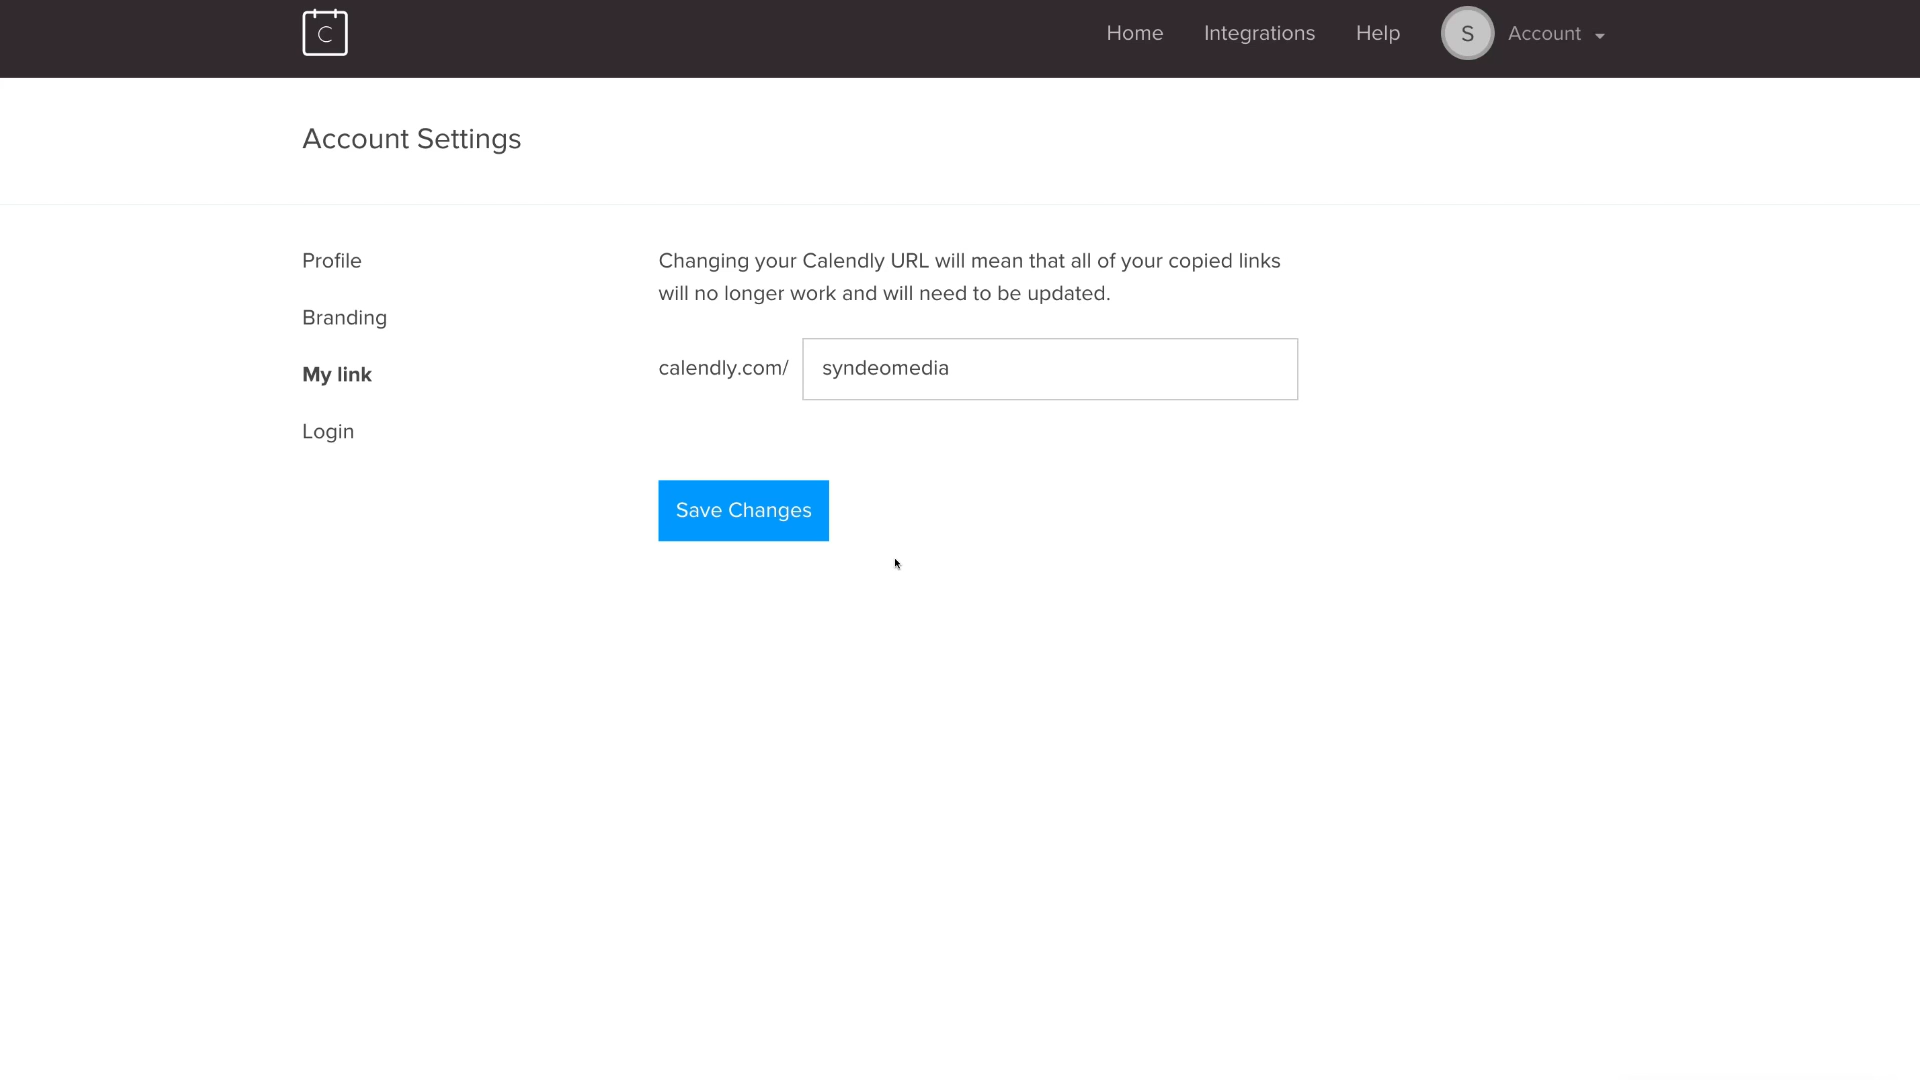 C
Home
Integrations
Help
S
Account
Account Settings
Profile
Branding
My link
Login
Changing your Calendly URL will mean that all of your copied links
will no longer work and will need to be updated.
calendly.com/
syndeomedia
Save Changes